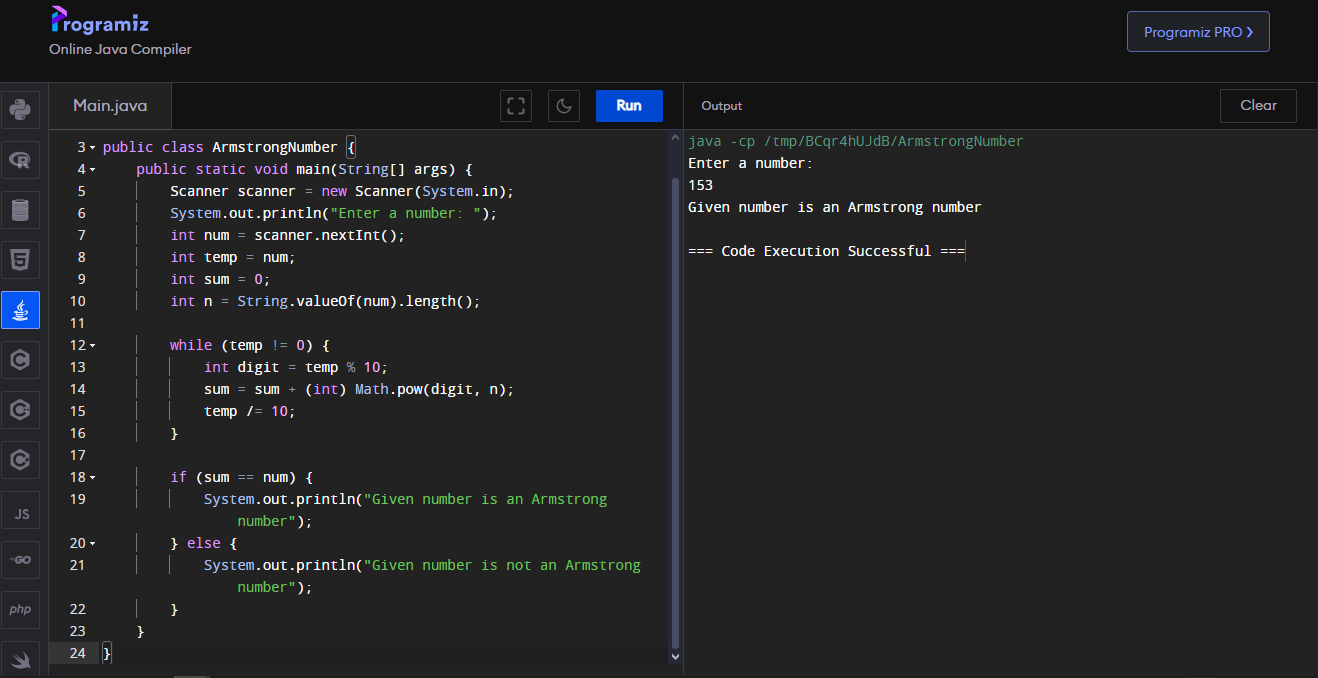 Programiz
Online Java Compiler
Programiz PRO ❯
Main.java
Run
Output
Clear
3 public class ArmstrongNumber {
4 public static void main(String[] args) {
5 Scanner scanner = new Scanner(System.in);
6 System.out.println("Enter a number: ");
7 int num = scanner.nextInt();
8 int temp = num;
9 int sum = 0;
10 int n = String.valueOf(num).length();
11
12 while (temp != 0) {
13 int digit = temp % 10;
14 sum = sum + (int) Math.pow(digit, n);
15 temp /= 10;
16 }
17
18 if (sum == num) {
19 System.out.println("Given number is an Armstrong
number");
20 } else {
21 System.out.println("Given number is not an Armstrong
number");
22 }
23 }
24 }
java -cp /tmp/BCqr4hUJdB/ArmstrongNumber
Enter a number:
153
Given number is an Armstrong number
=== Code Execution Successful ===
JS
GO
php